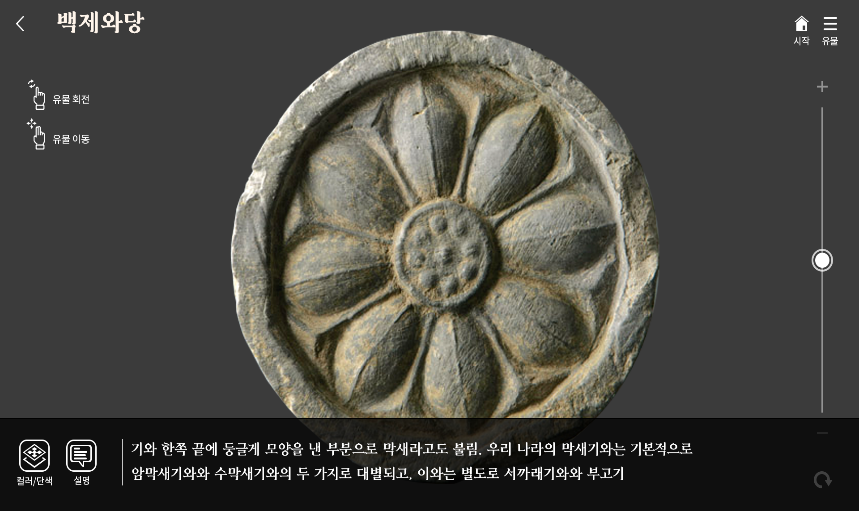 백제와당
시작
유물
유물 회전
유물 이동
컬러/단색
설명
기와 한쪽 끝에 둥글게 모양을 낸 부분으로 막새라고도 불림. 우리 나라의 막새기와는 기본적으로
암막새기와와 수막새기와의 두 가지로 대별되고, 이와는 별도로 서까래기와와 부고기